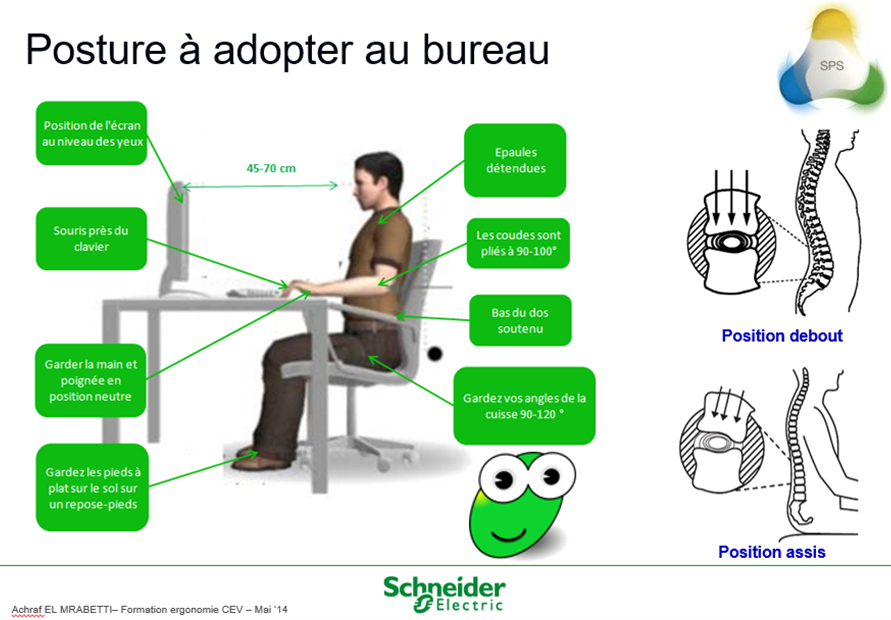 Posture à adopter au bureau
SPS
Position de l'écran
au niveau des yeux
45-70 cm
Epaules
détendues
Souris près du
clavier
Les coudes sont
pliés à 90-100°
Bas du dos
soutenu
Garder la main et
poignée en
position neutre
Gardez vos angles de la
cuisse 90-120 °
Gardez les pieds à
plat sur le sol sur
un repose-pieds
Position debout
Position assis
Schneider
Electric
Achraf EL MRABETTI– Formation ergonomie CEV – Mai '14